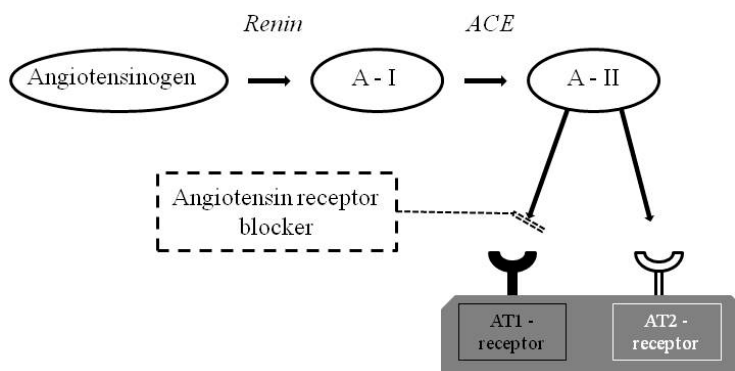 Renin
ACE
Angiotensinogen
A - I
A - II
Angiotensin receptor
blocker
AT1 -
receptor
AT2 -
receptor